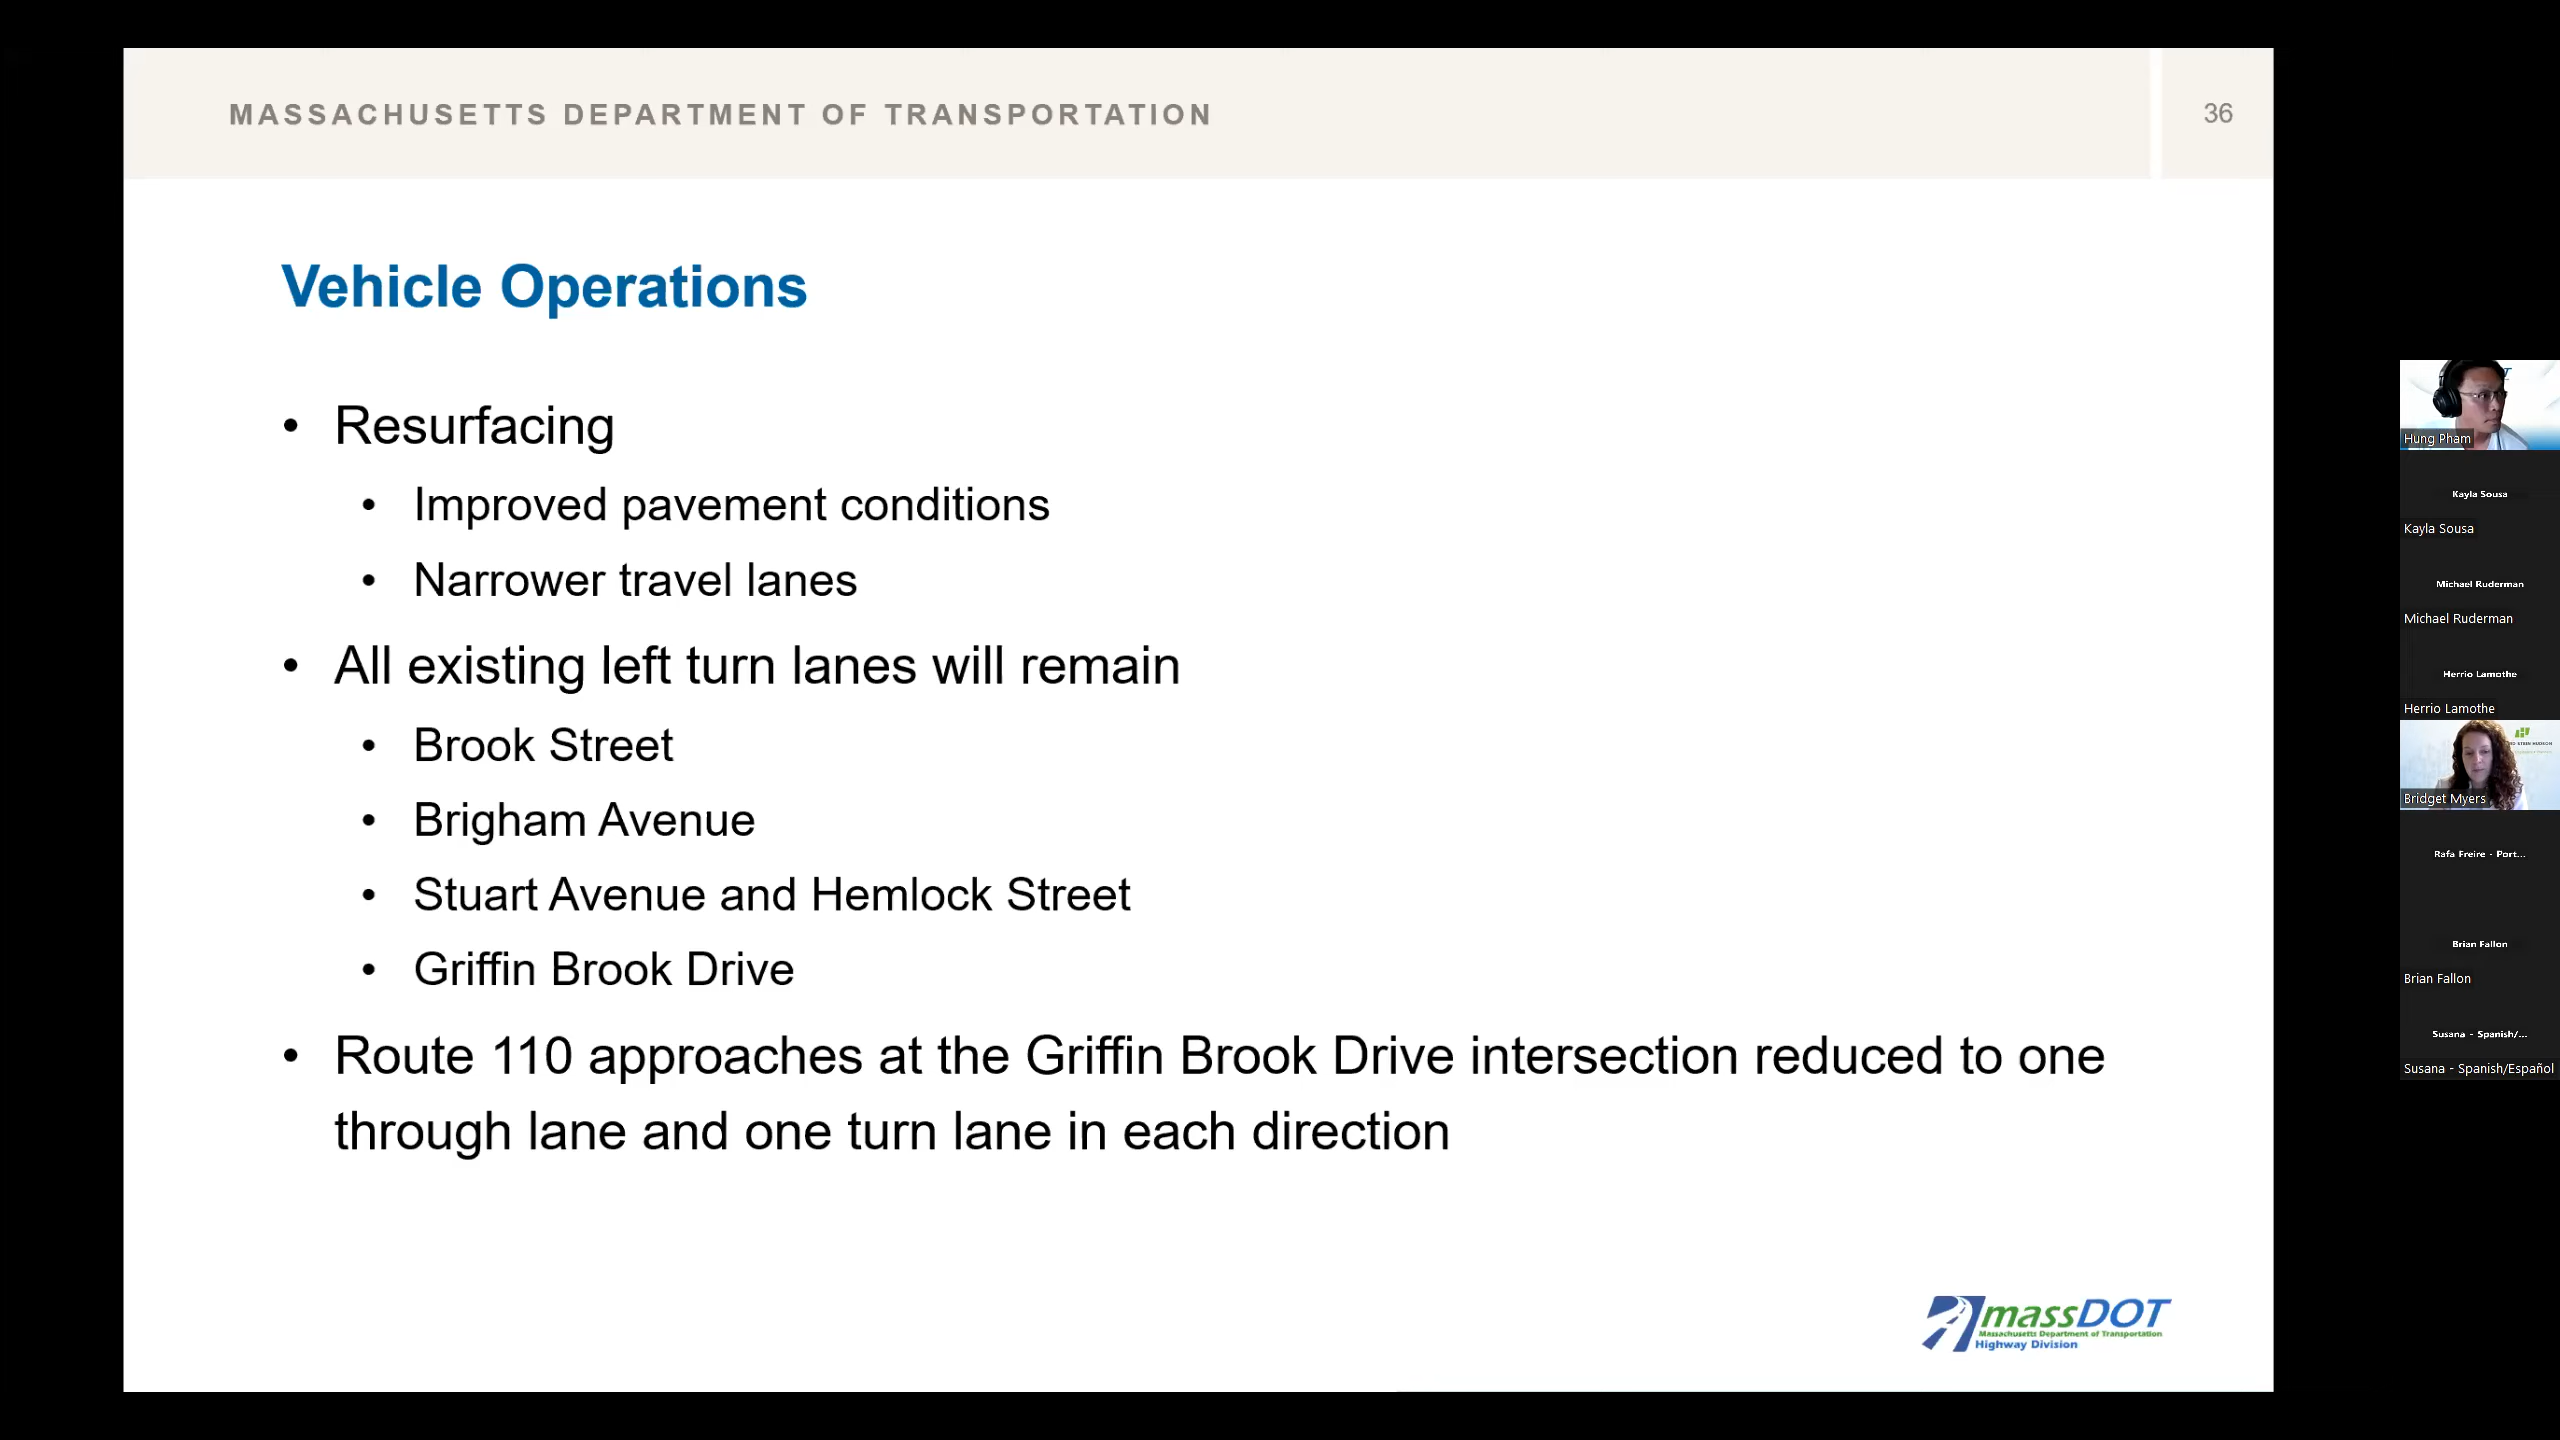 MASSACHUSETTS DEPARTMENT OF TRANSPORTATION
36
Vehicle Operations
• Resurfacing
• Improved pavement conditions
• Narrower travel lanes
• All existing left turn lanes will remain
• Brook Street
• Brigham Avenue
• Stuart Avenue and Hemlock Street
• Griffin Brook Drive
• Route 110 approaches at the Griffin Brook Drive intersection reduced to one
through lane and one turn lane in each direction
massDOT
Massachusetts Department of Transportation
Highway Division
Hung Pham
Kayla Sousa
Kayla Sousa
Michael Ruderman
Michael Ruderman
Herrio Lamothe
Herrio Lamothe
Bridget Myers
Rafa Freire - Port...
Brian Fallon
Brian Fallon
Susana - Spanish/...
Susana - Spanish/Español